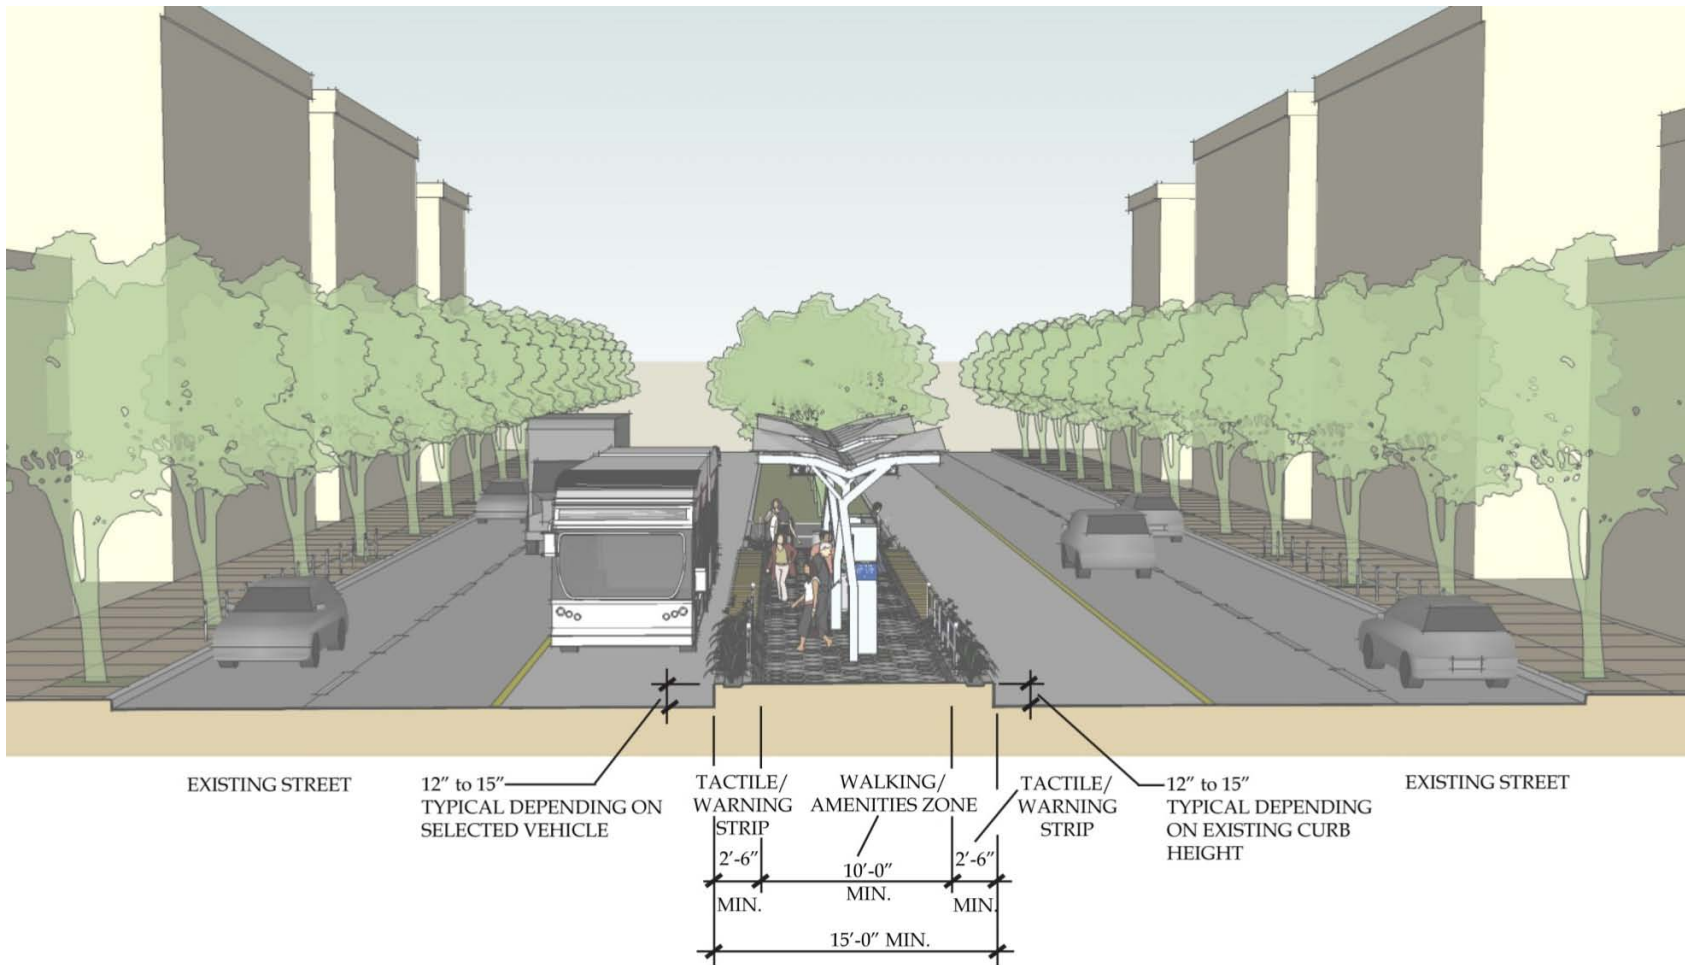 EXISTING STREET
12” to 15”
TYPICAL DEPENDING ON
SELECTED VEHICLE
TACTILE/
WARNING
STRIP
WALKING/
AMENITIES ZONE
TACTILE/
WARNING
STRIP
12” to 15”
TYPICAL DEPENDING
ON EXISTING CURB
HEIGHT
EXISTING STREET
2’-6”
MIN.
10’-0”
MIN.
2’-6”
MIN.
15’-0” MIN.